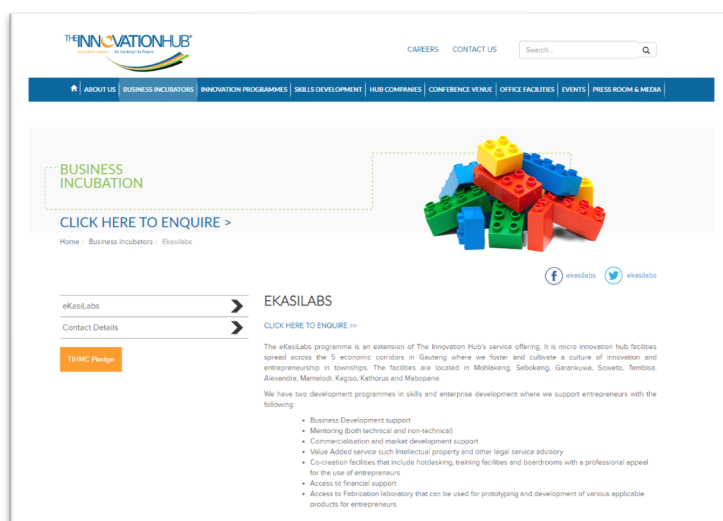 THE INNOVATIONHUB
CAREERS CONTACT US Search...
ABOUT US BUSINESS INCUBATORS INNOVATION PROGRAMMES SKILLS DEVELOPMENT HUB COMPANIES CONFERENCE VENUE OFFICE FACILITIES EVENTS PRESS ROOM & MEDIA
BUSINESS
INCUBATION
CLICK HERE TO ENQUIRE >
Home / Business Incubators / Ekasilabs
ekasilabs ekasilabs
eKasiLabs
Contact Details
TIHMC Pledge
EKASILABS
CLICK HERE TO ENQUIRE >>
The eKasiLabs programme is an extension of The Innovation Hub's service offering. It is micro innovation hub facilities
spread across the 5 economic corridors in Gauteng where we foster and cultivate a culture of innovation and
entrepreneurship in townships. The facilities are located in Mohlakeng, Sebokeng, Garankuwa, Soweto, Tembisa,
Alexandra, Mamelodi, Kagiso, Kathorus and Mabopane.
We have two development programmes in skills and enterprise development where we support entrepreneurs with the
following:
• Business Development support
• Mentoring (both technical and non-technical)
• Commercialisation and market development support
• Value Added service such Intellectual property and other legal service advisory
• Co-creation facilities that include hotdesking, training facilities and boardrooms with a professional appeal
for the use of entrepreneurs
• Access to financial support
• Access to Fabrication laboratory that can be used for prototyping and development of various applicable
products for entrepreneurs.